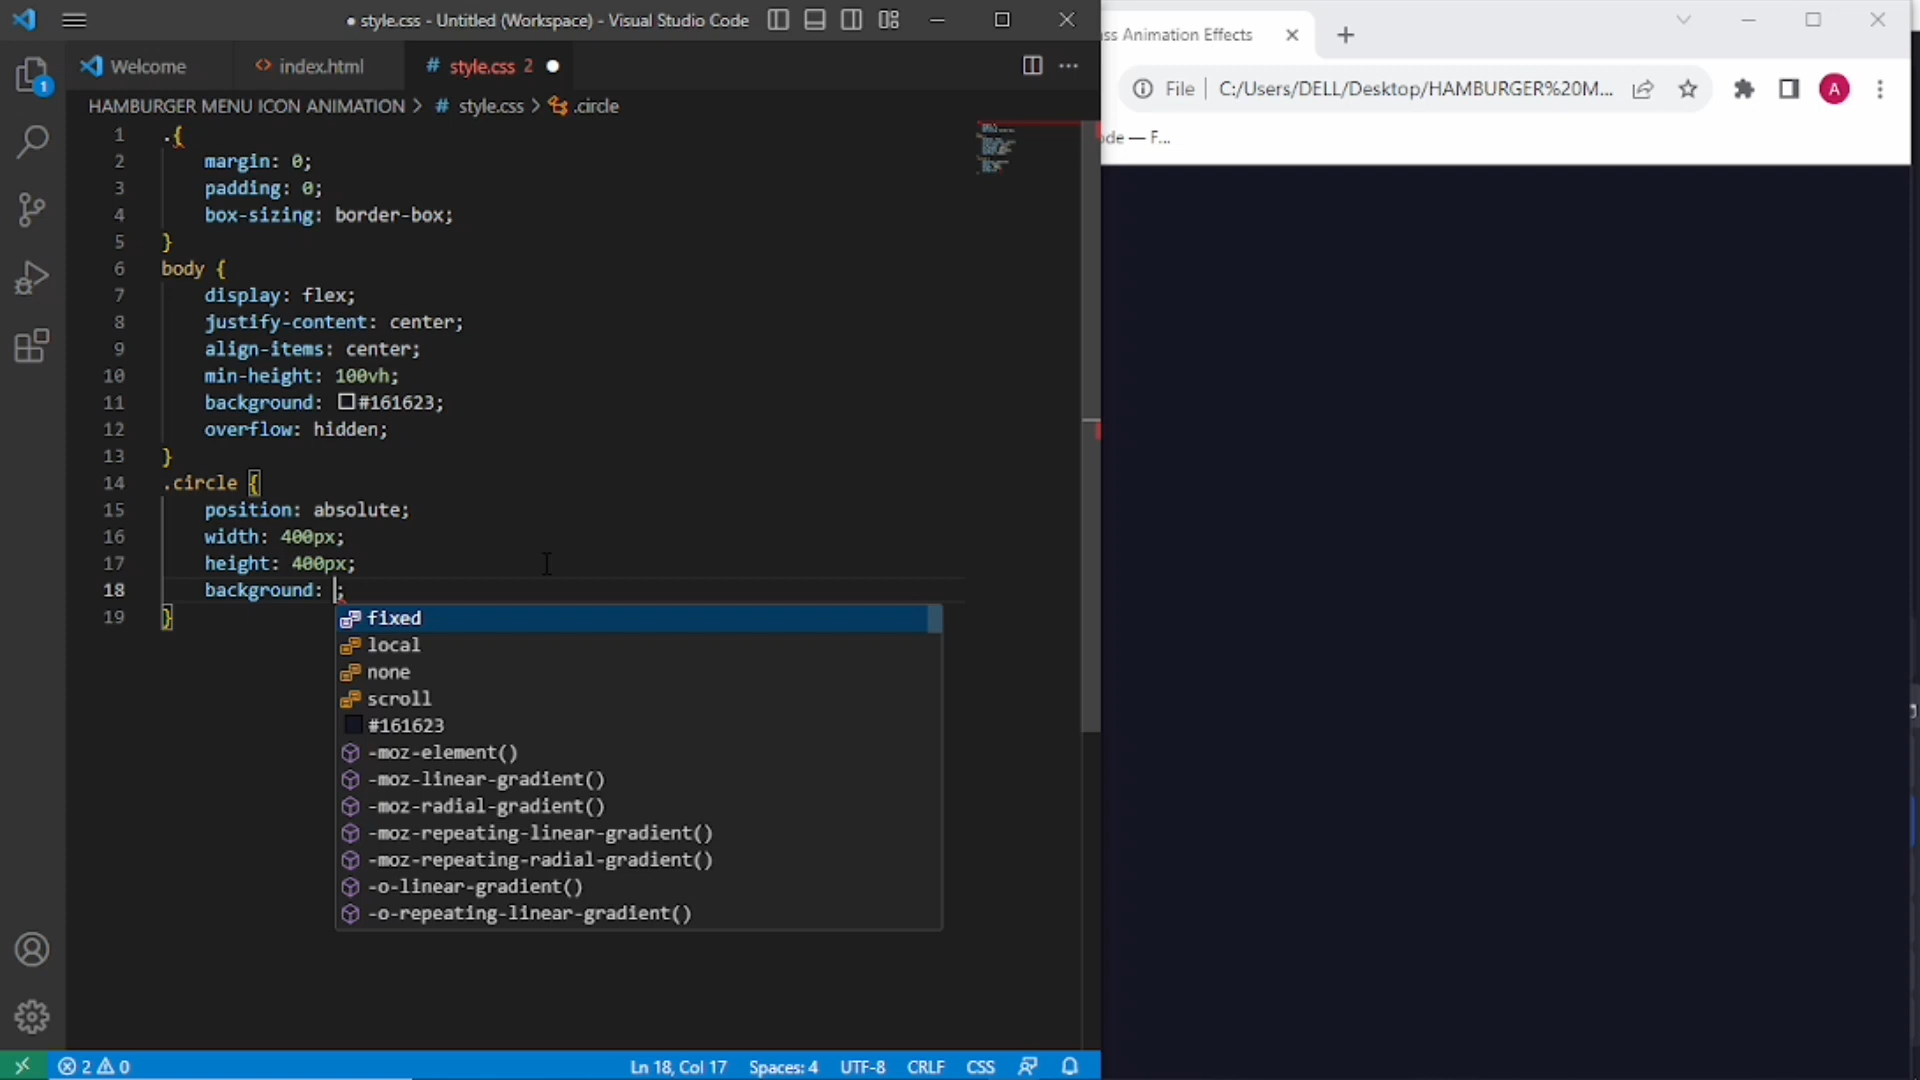 ● style.css - Untitled (Workspace) - Visual Studio Code
ss Animation Effects
Welcome
index.html
# style.css 2
File
C:/Users/DELL/Desktop/HAMBURGER%20M...
A
1
HAMBURGER MENU ICON ANIMATION > # style.css > .circle
ode — F...
1 .{
2 margin: 0;
3 padding: 0;
4 box-sizing: border-box;
5 }
6 body {
7 display: flex;
8 justify-content: center;
9 align-items: center;
10 min-height: 100vh;
11 background: #161623;
12 overflow: hidden;
13 }
14 .circle {
15 position: absolute;
16 width: 400px;
17 height: 400px;
18 background: ;
19 }
fixed
local
none
scroll
#161623
-moz-element()
-moz-linear-gradient()
-moz-radial-gradient()
-moz-repeating-linear-gradient()
-moz-repeating-radial-gradient()
-o-linear-gradient()
-o-repeating-linear-gradient()
2 0
Ln 18, Col 17
Spaces: 4
UTF-8
CRLF
CSS